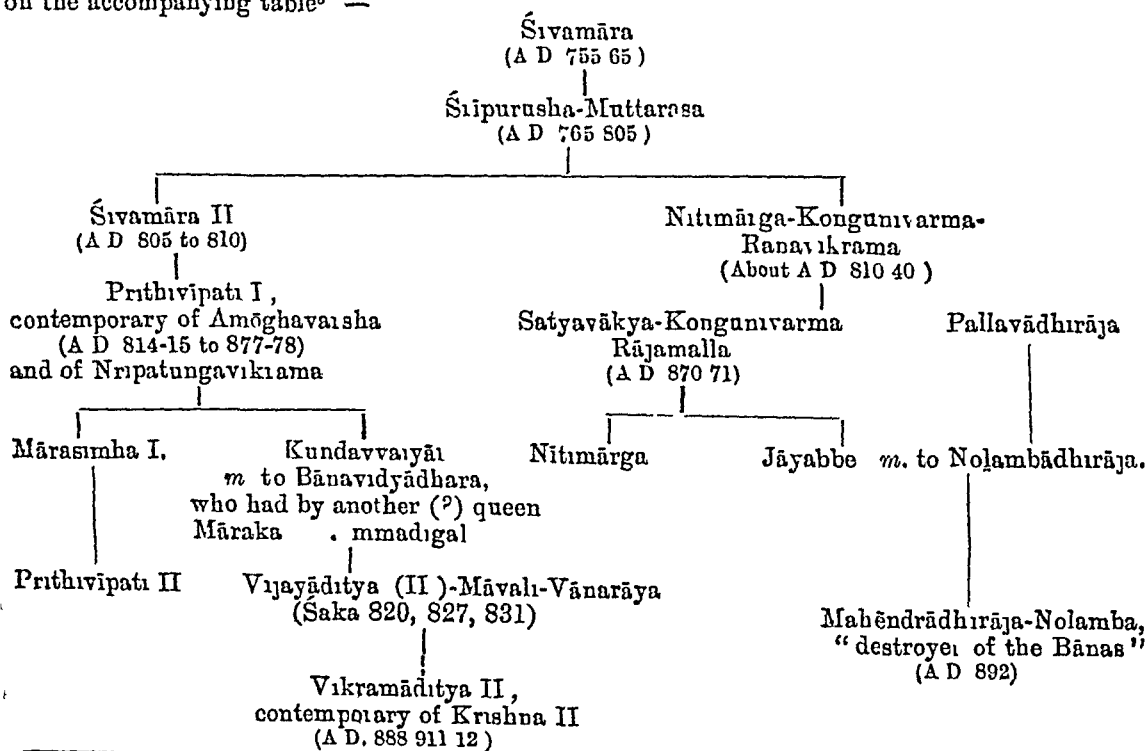 on the accompanying table⁵ —
Śivamāra
(A D 755 65 )
Śripurusha-Muttarasa
(A D 765 805 )
Śivamāra II
(A D 805 to 810)
Nitimārga-Kongunivarma-
Ranavikrama
(About A D 810 40 )
Prithivīpati I ,
contemporary of Amōghavarsha
(A D 814-15 to 877-78)
and of Nripatungavikrama
Satyavākya-Kongunivarma
Rājamalla
(A D 870 71)
Pallavādhirāja
Mārasimha I.
Kundavvaiyār
m to Bānavidyādhara,
who had by another (?) queen
Māraka . mmadigal
Nītimārga
Jāyabbe m. to Noḷambādhirāja.
Prithivīpati II
Vijayāditya (II )-Māvali-Vānarāya
(Śaka 820, 827, 831)
Mahēndrādhirāja-Nolamba,
"destroyer of the Bānas"
(A D 892)
Vikramāditya II ,
contemporary of Krishna II
(A D. 888 911 12 )